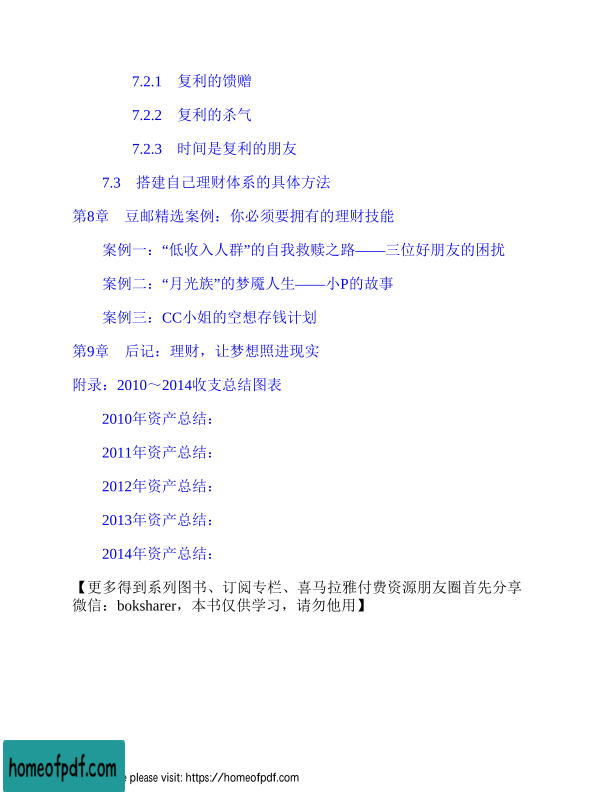 7.2.1 复利的馈赠
7.2.2 复利的杀气
7.2.3 时间是复利的朋友
7.3 搭建自己理财体系的具体方法
第8章 豆邮精选案例：你必须要拥有的理财技能
案例一：“低收入人群”的自我救赎之路——三位好朋友的困扰
案例二：“月光族”的梦魇人生——小P的故事
案例三：CC小姐的空想存钱计划
第9章 后记：理财，让梦想照进现实
附录：2010～2014收支总结图表
2010年资产总结：
2011年资产总结：
2012年资产总结：
2013年资产总结：
2014年资产总结：
【更多得到系列图书、订阅专栏、喜马拉雅付费资源朋友圈首先分享
微信：boksharer，本书仅供学习，请勿他用】
homeofpdf.com
please visit: https://homeofpdf.com